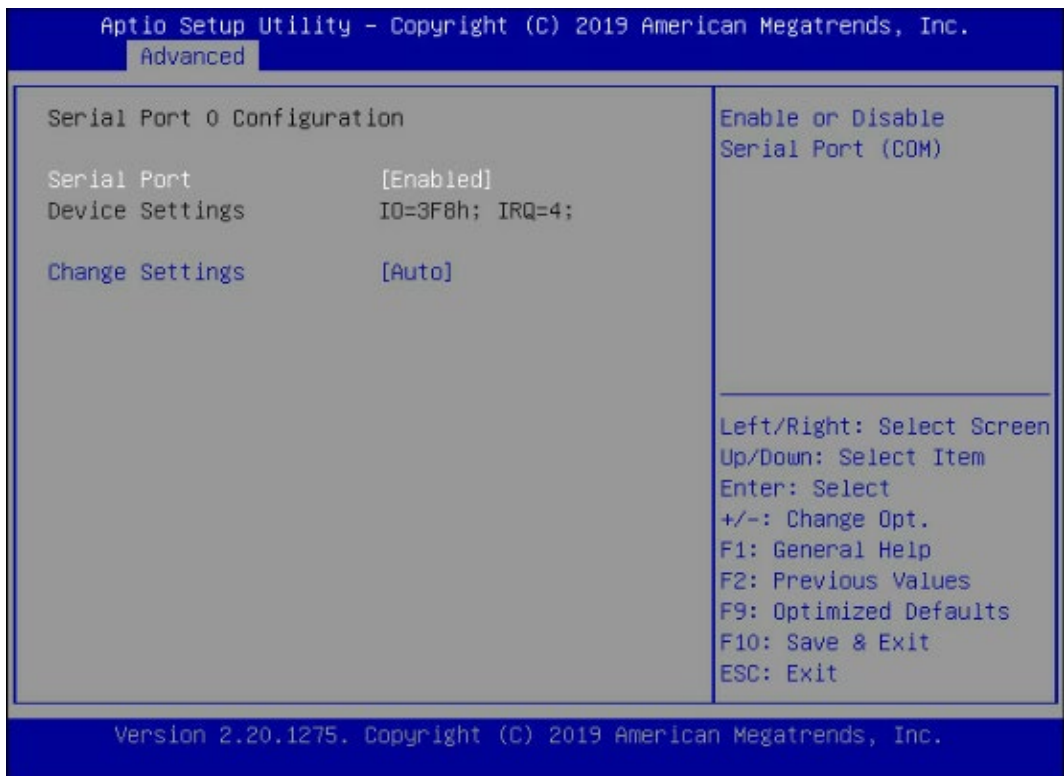 Aptio Setup Utility – Copyright (C) 2019 American Megatrends, Inc.
Advanced
Serial Port 0 Configuration
Serial Port [Enabled]
Device Settings IO=3F8h; IRQ=4;
Change Settings [Auto]
Enable or Disable
Serial Port (COM)
Left/Right: Select Screen
Up/Down: Select Item
Enter: Select
+/-: Change Opt.
F1: General Help
F2: Previous Values
F9: Optimized Defaults
F10: Save & Exit
ESC: Exit
Version 2.20.1275. Copyright (C) 2019 American Megatrends, Inc.